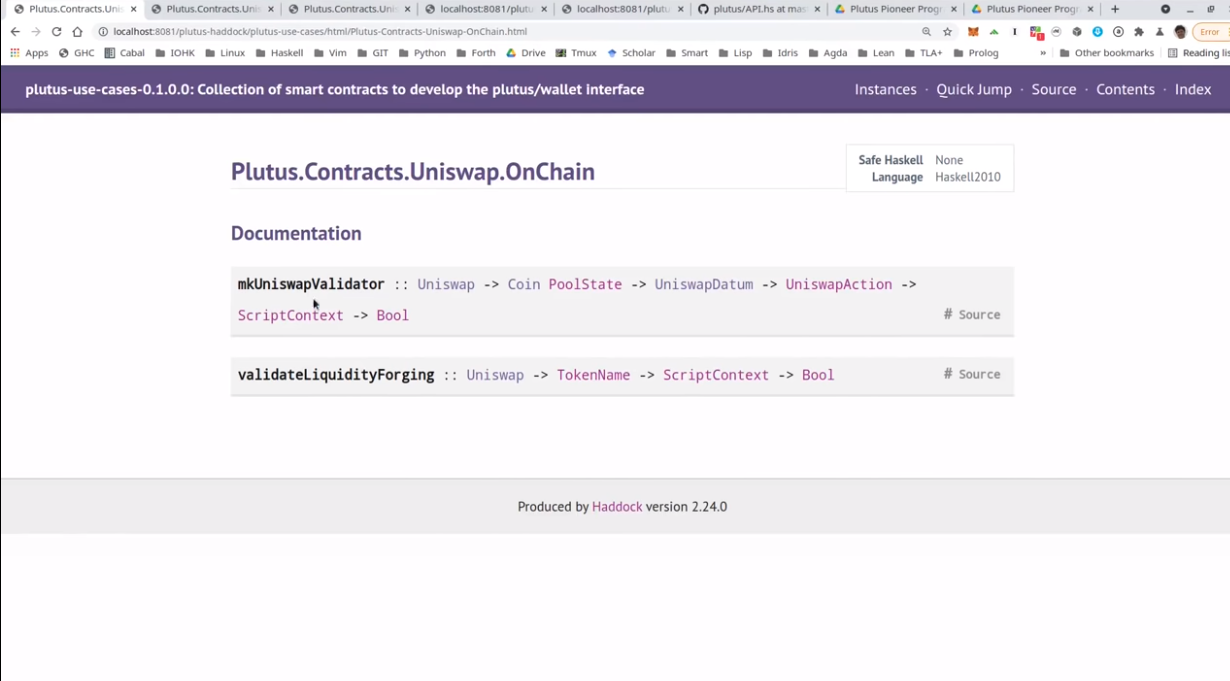 Plutus.Contracts.Unis × Plutus.Contracts.Unis × Plutus.Contracts.Unis × localhost:8081/plutu × localhost:8081/plutu × plutus/API.hs at mas × Plutus Pioneer Progr × Plutus Pioneer Progr × +
localhost:8081/plutus-haddock/plutus-use-cases/html/Plutus-Contracts-Uniswap-OnChain.html Error
Apps GHC Cabal IOHK Linux Haskell Vim GIT Python Forth Drive Tmux Scholar Smart Lisp Idris Agda Lean TLA+ Prolog » Other bookmarks Reading lis
plutus-use-cases-0.1.0.0: Collection of smart contracts to develop the plutus/wallet interface Instances · Quick Jump · Source · Contents · Index
Plutus.Contracts.Uniswap.OnChain
Safe Haskell None
Language Haskell2010
Documentation
mkUniswapValidator :: Uniswap -> Coin PoolState -> UniswapDatum -> UniswapAction ->
ScriptContext -> Bool # Source
validateLiquidityForging :: Uniswap -> TokenName -> ScriptContext -> Bool # Source
Produced by Haddock version 2.24.0